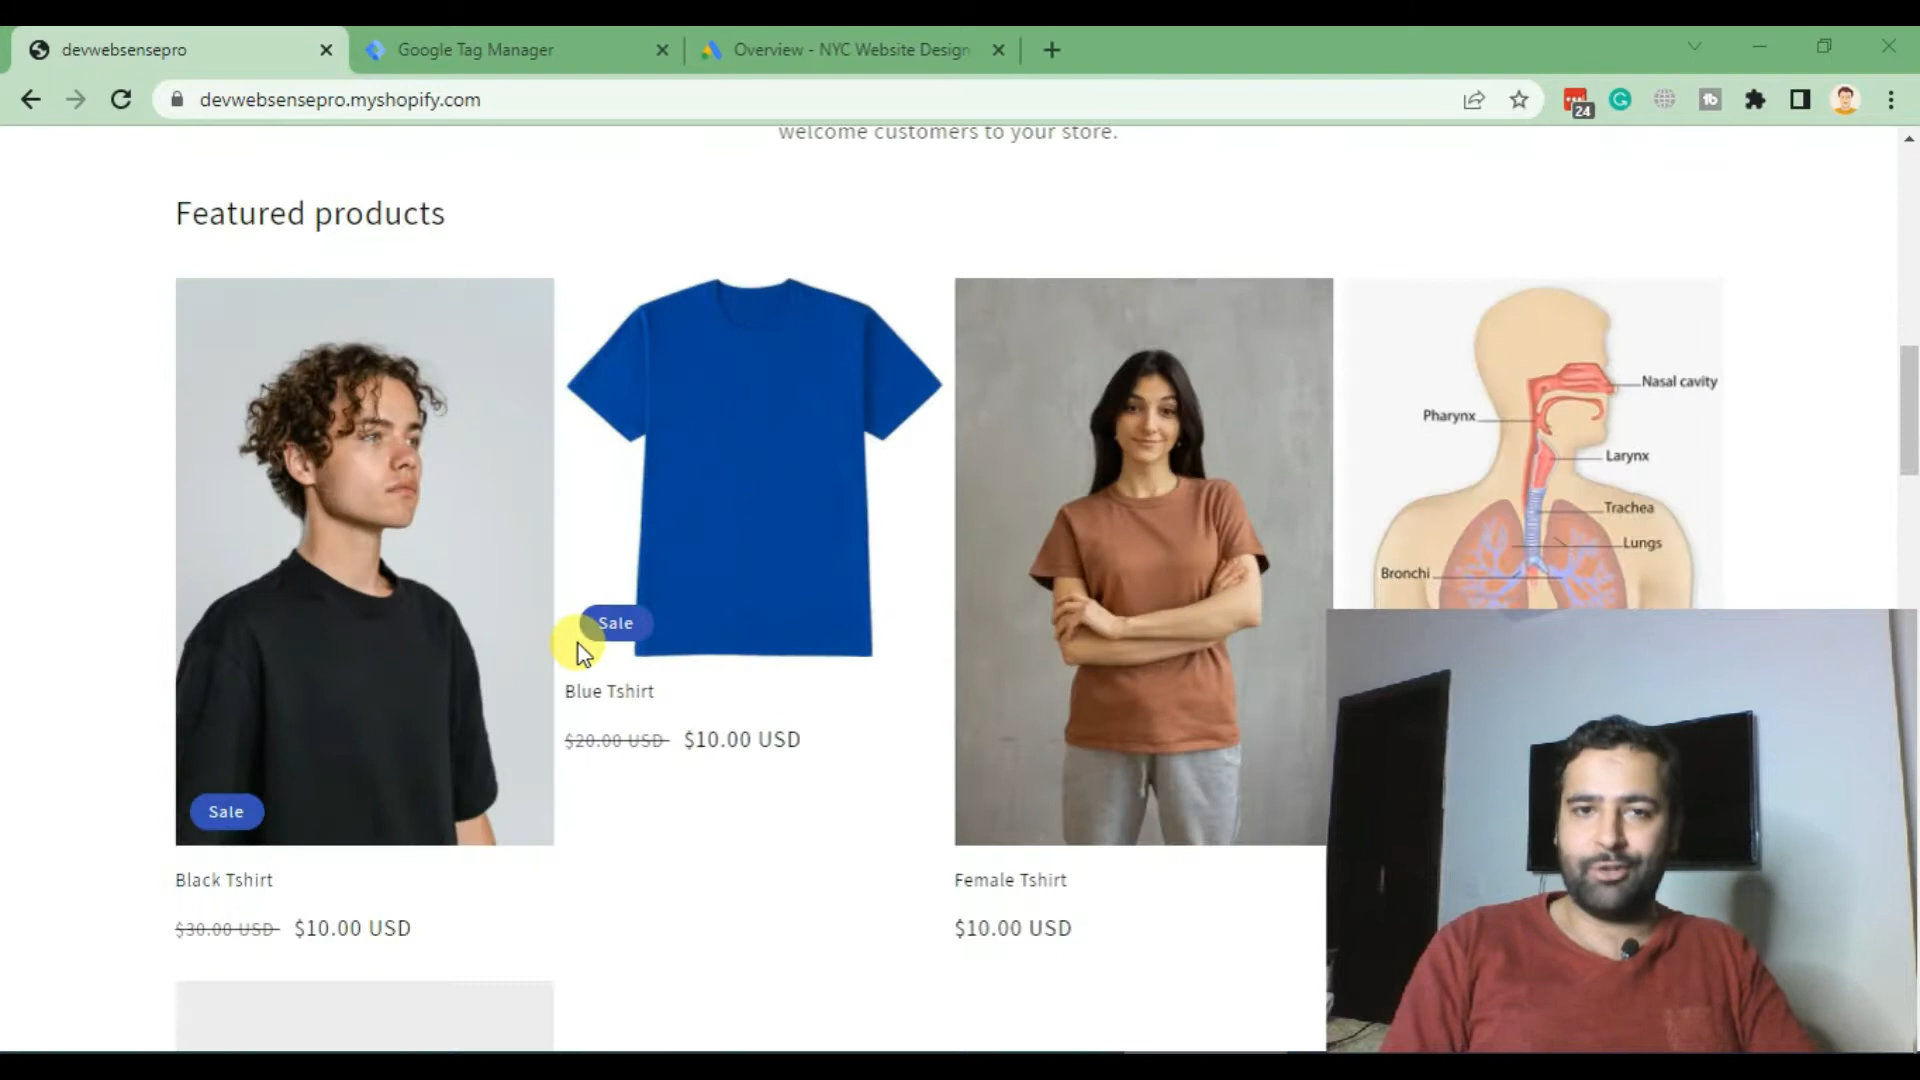 devwebsensepro
Google Tag Manager
Overview - NYC Website Design
devwebsensepro.myshopify.com
24
welcome customers to your store.
Featured products
Nasal cavity
Pharynx
Larynx
Trachea
Lungs
Bronchi
Sale
Sale
Blue Tshirt
$20.00 USD $10.00 USD
Black Tshirt
$30.00 USD $10.00 USD
Female Tshirt
$10.00 USD